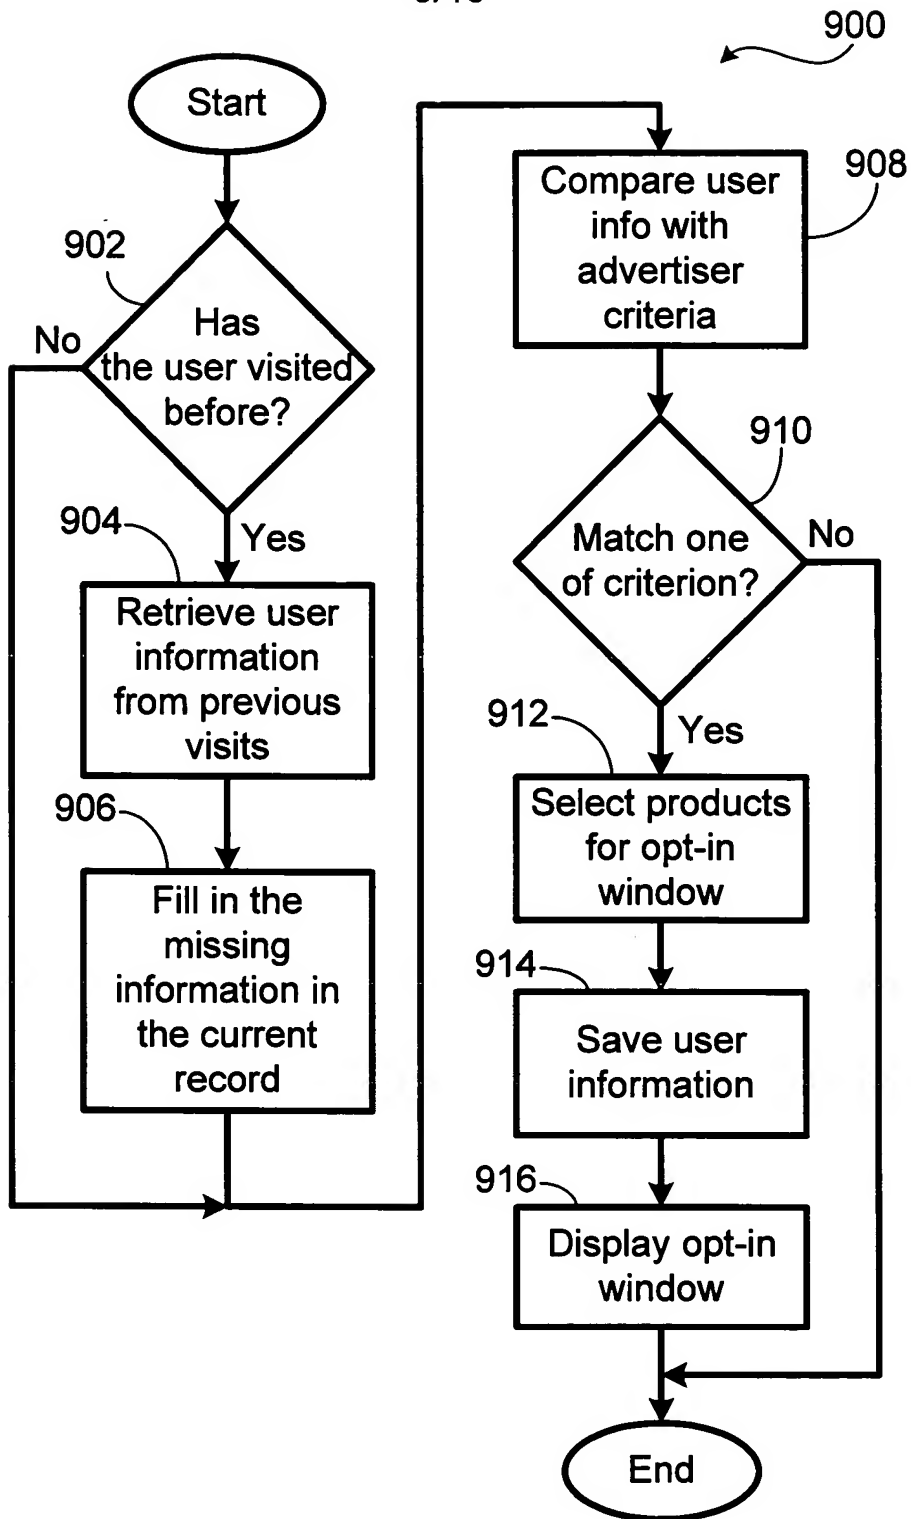 900
Start
902
Has
the user visited
before?
No
Yes
904
Retrieve user
information
from previous
visits
906
Fill in the
missing
information in
the current
record
908
Compare user
info with
advertiser
criteria
910
Match one
of criterion?
No
Yes
912
Select products
for opt-in
window
914
Save user
information
916
Display opt-in
window
End